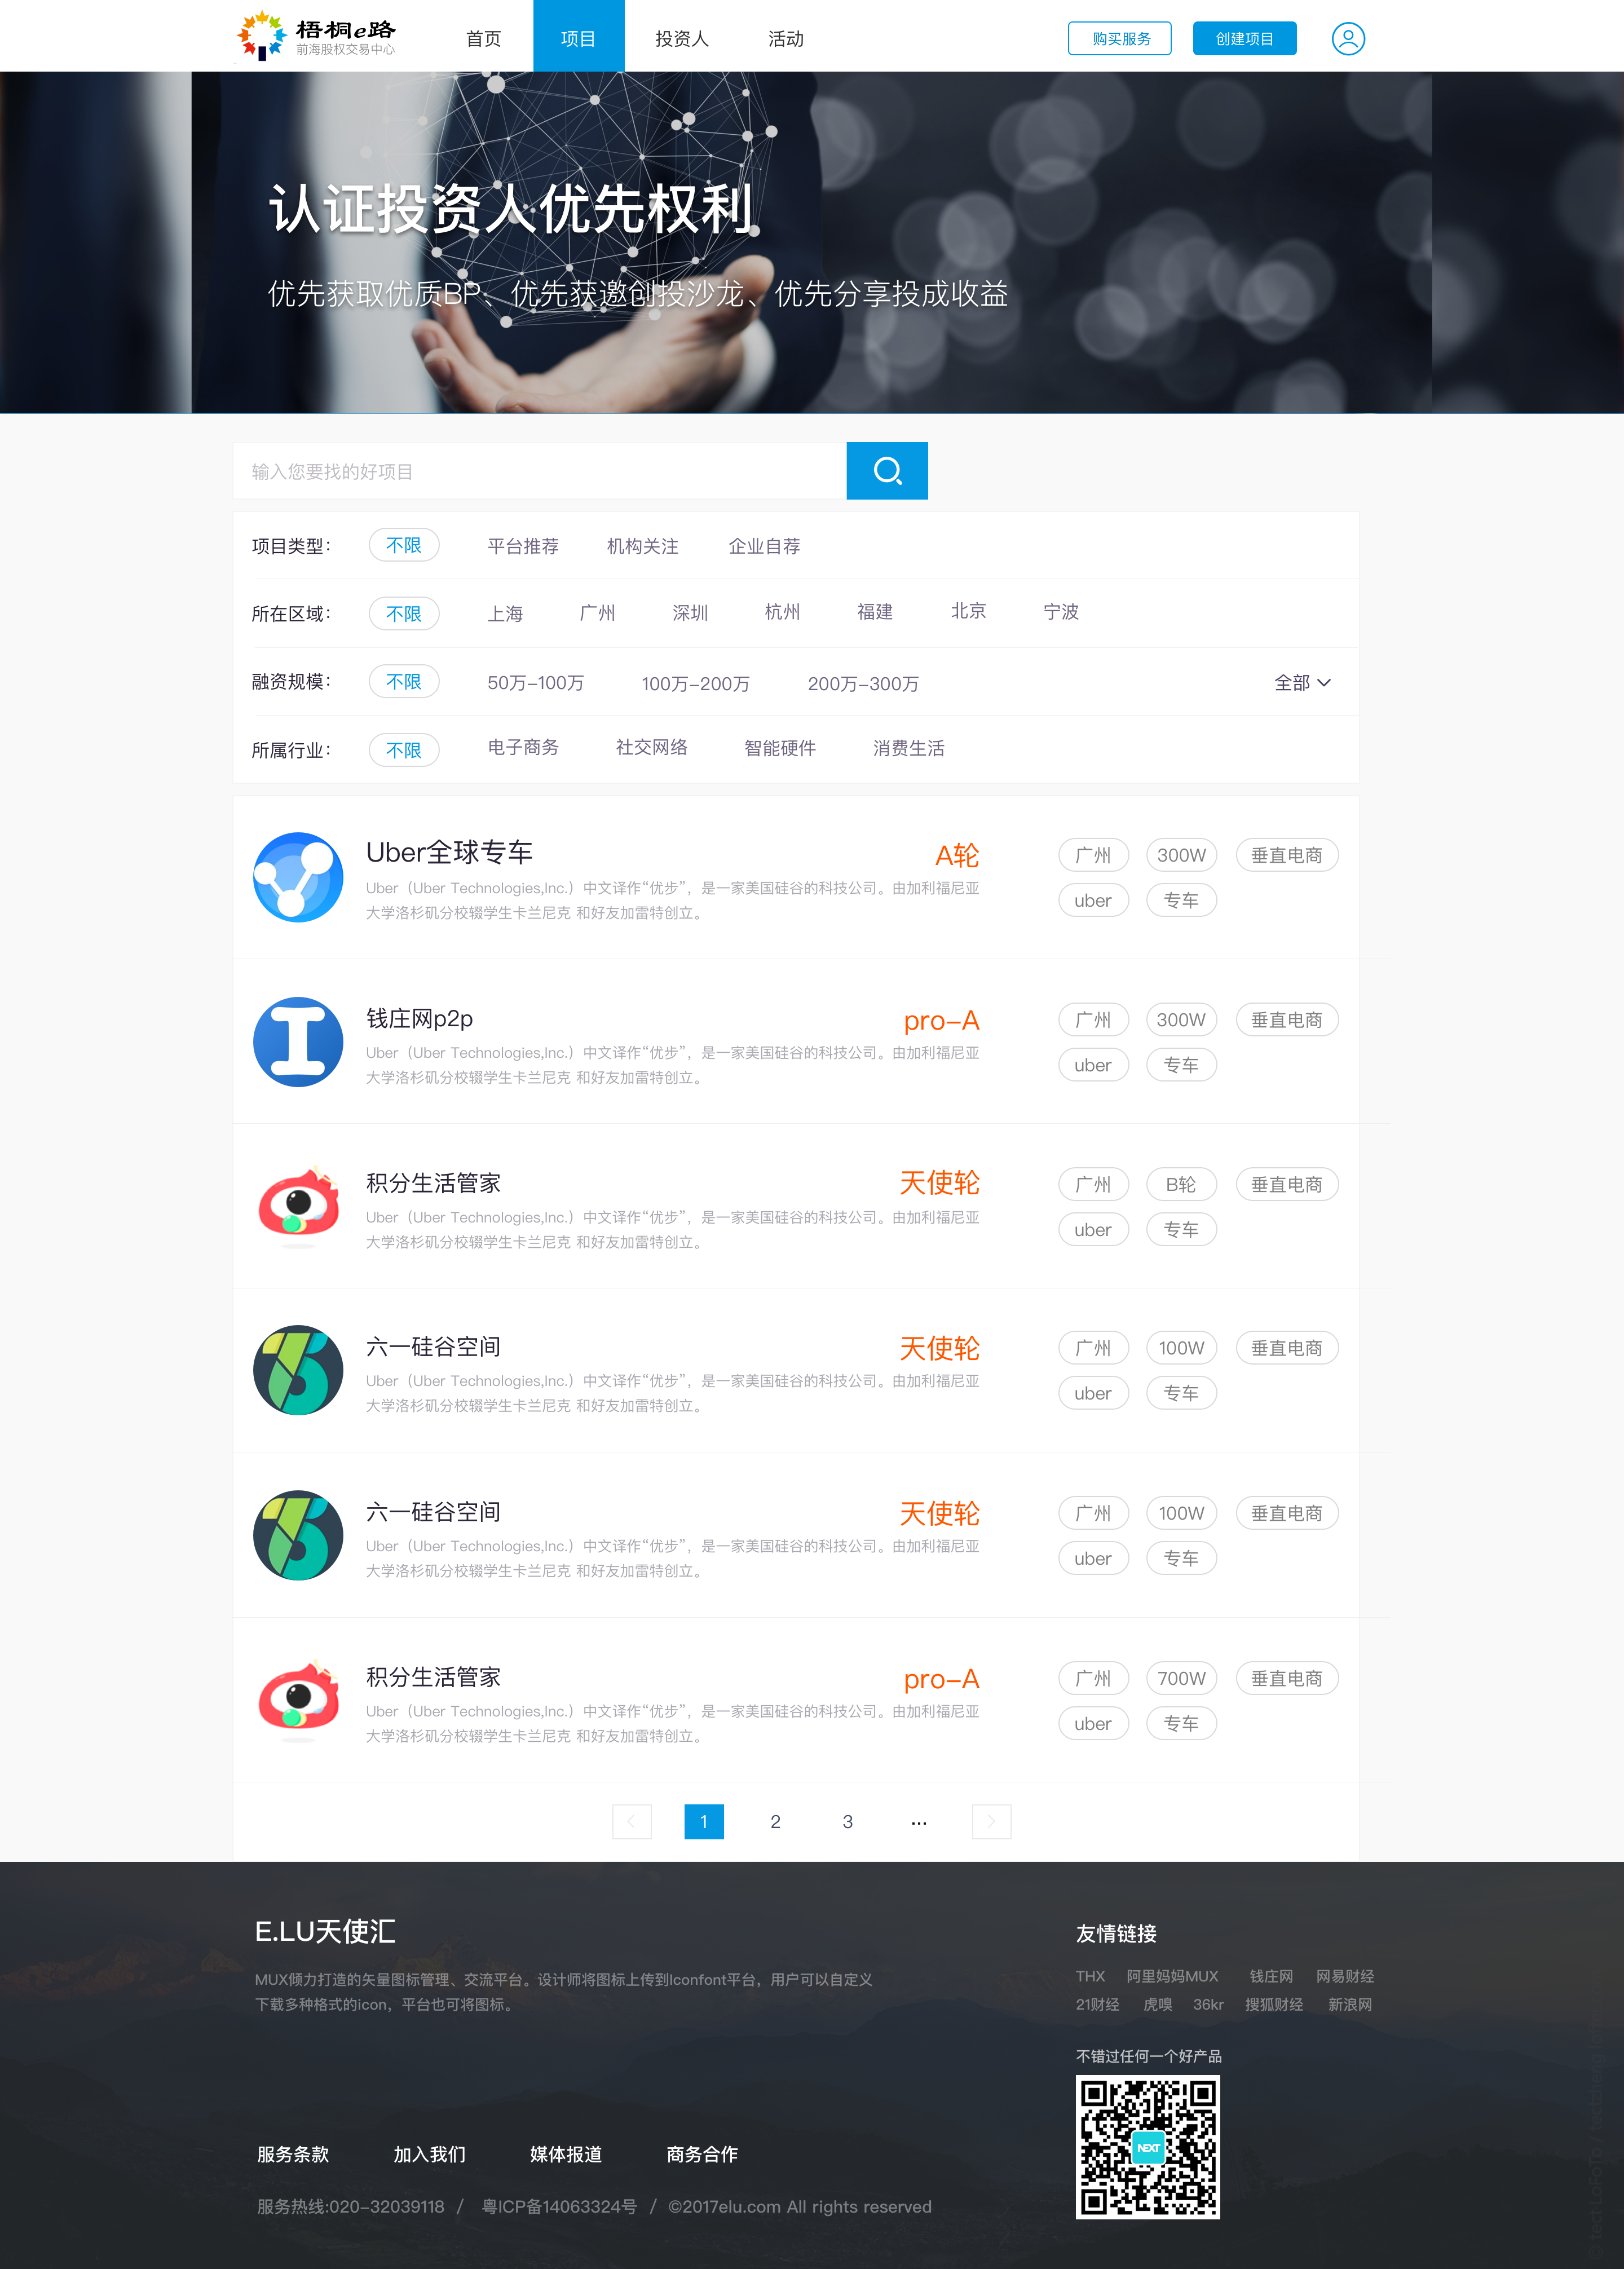 梧桐e路
前海股权交易中心
首页 项目 投资人 活动 购买服务 创建项目
认证投资人优先权利
优先获取优质BP、优先获邀创投沙龙、优先分享投成收益
输入您要找的好项目
项目类型： 不限 平台推荐 机构关注 企业自荐
所在区域： 不限 上海 广州 深圳 杭州 福建 北京 宁波
融资规模： 不限 50万-100万 100万-200万 200万-300万 全部
所属行业： 不限 电子商务 社交网络 智能硬件 消费生活
Uber全球专车 A轮 广州 300W 垂直电商
Uber（Uber Technologies,Inc.）中文译作“优步”，是一家美国硅谷的科技公司。由加利福尼亚
大学洛杉矶分校辍学生卡兰尼克 和好友加雷特创立。 uber 专车
钱庄网p2p pro-A 广州 300W 垂直电商
Uber（Uber Technologies,Inc.）中文译作“优步”，是一家美国硅谷的科技公司。由加利福尼亚
大学洛杉矶分校辍学生卡兰尼克 和好友加雷特创立。 uber 专车
积分生活管家 天使轮 广州 B轮 垂直电商
Uber（Uber Technologies,Inc.）中文译作“优步”，是一家美国硅谷的科技公司。由加利福尼亚
大学洛杉矶分校辍学生卡兰尼克 和好友加雷特创立。 uber 专车
六一硅谷空间 天使轮 广州 100W 垂直电商
Uber（Uber Technologies,Inc.）中文译作“优步”，是一家美国硅谷的科技公司。由加利福尼亚
大学洛杉矶分校辍学生卡兰尼克 和好友加雷特创立。 uber 专车
六一硅谷空间 天使轮 广州 100W 垂直电商
Uber（Uber Technologies,Inc.）中文译作“优步”，是一家美国硅谷的科技公司。由加利福尼亚
大学洛杉矶分校辍学生卡兰尼克 和好友加雷特创立。 uber 专车
积分生活管家 pro-A 广州 700W 垂直电商
Uber（Uber Technologies,Inc.）中文译作“优步”，是一家美国硅谷的科技公司。由加利福尼亚
大学洛杉矶分校辍学生卡兰尼克 和好友加雷特创立。 uber 专车
1 2 3 ...
E.LU天使汇
MUX倾力打造的矢量图标管理、交流平台。设计师将图标上传到Iconfont平台，用户可以自定义
下载多种格式的icon，平台也可将图标。
友情链接
THX 阿里妈妈MUX 钱庄网 网易财经
21财经 虎嗅 36kr 搜狐财经 新浪网
不错过任何一个好产品
NEXT
服务条款 加入我们 媒体报道 商务合作
服务热线:020-32039118 / 粤ICP备14063324号 / ©2017elu.com All rights reserved